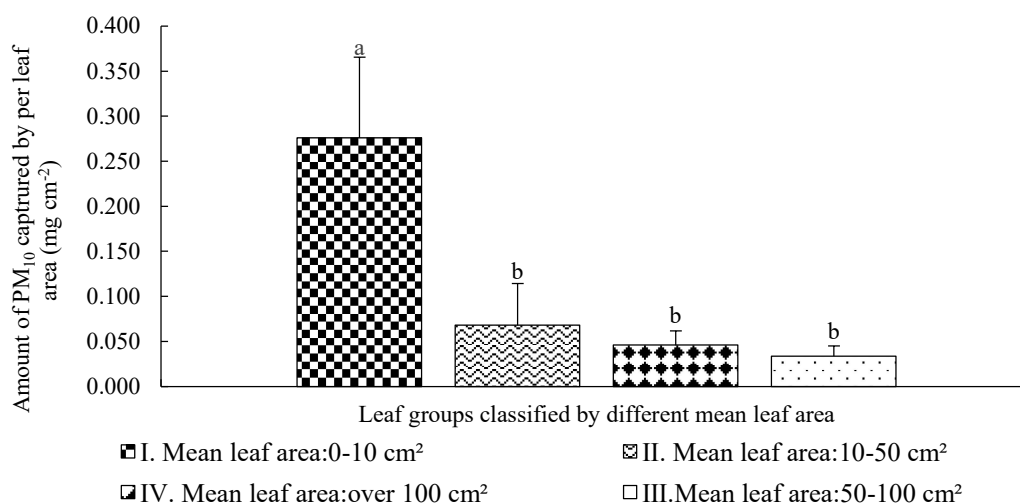 Amount of PM10 captrured by per leaf
area (mg cm-2)
0.400
0.350
0.300
0.250
0.200
0.150
0.100
0.050
0.000
a
b
b
b
Leaf groups classified by different mean leaf area
I. Mean leaf area:0-10 cm²
II. Mean leaf area:10-50 cm²
IV. Mean leaf area:over 100 cm²
III.Mean leaf area:50-100 cm²